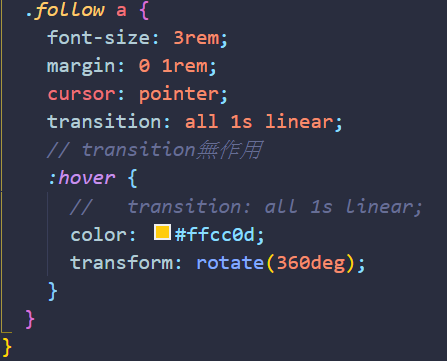 .follow a {
font-size: 3rem;
margin: 0 1rem;
cursor: pointer;
transition: all 1s linear;
// transition無作用
:hover {
//   transition: all 1s linear;
color: #ffcc0d;
transform: rotate(360deg);
}
}
}